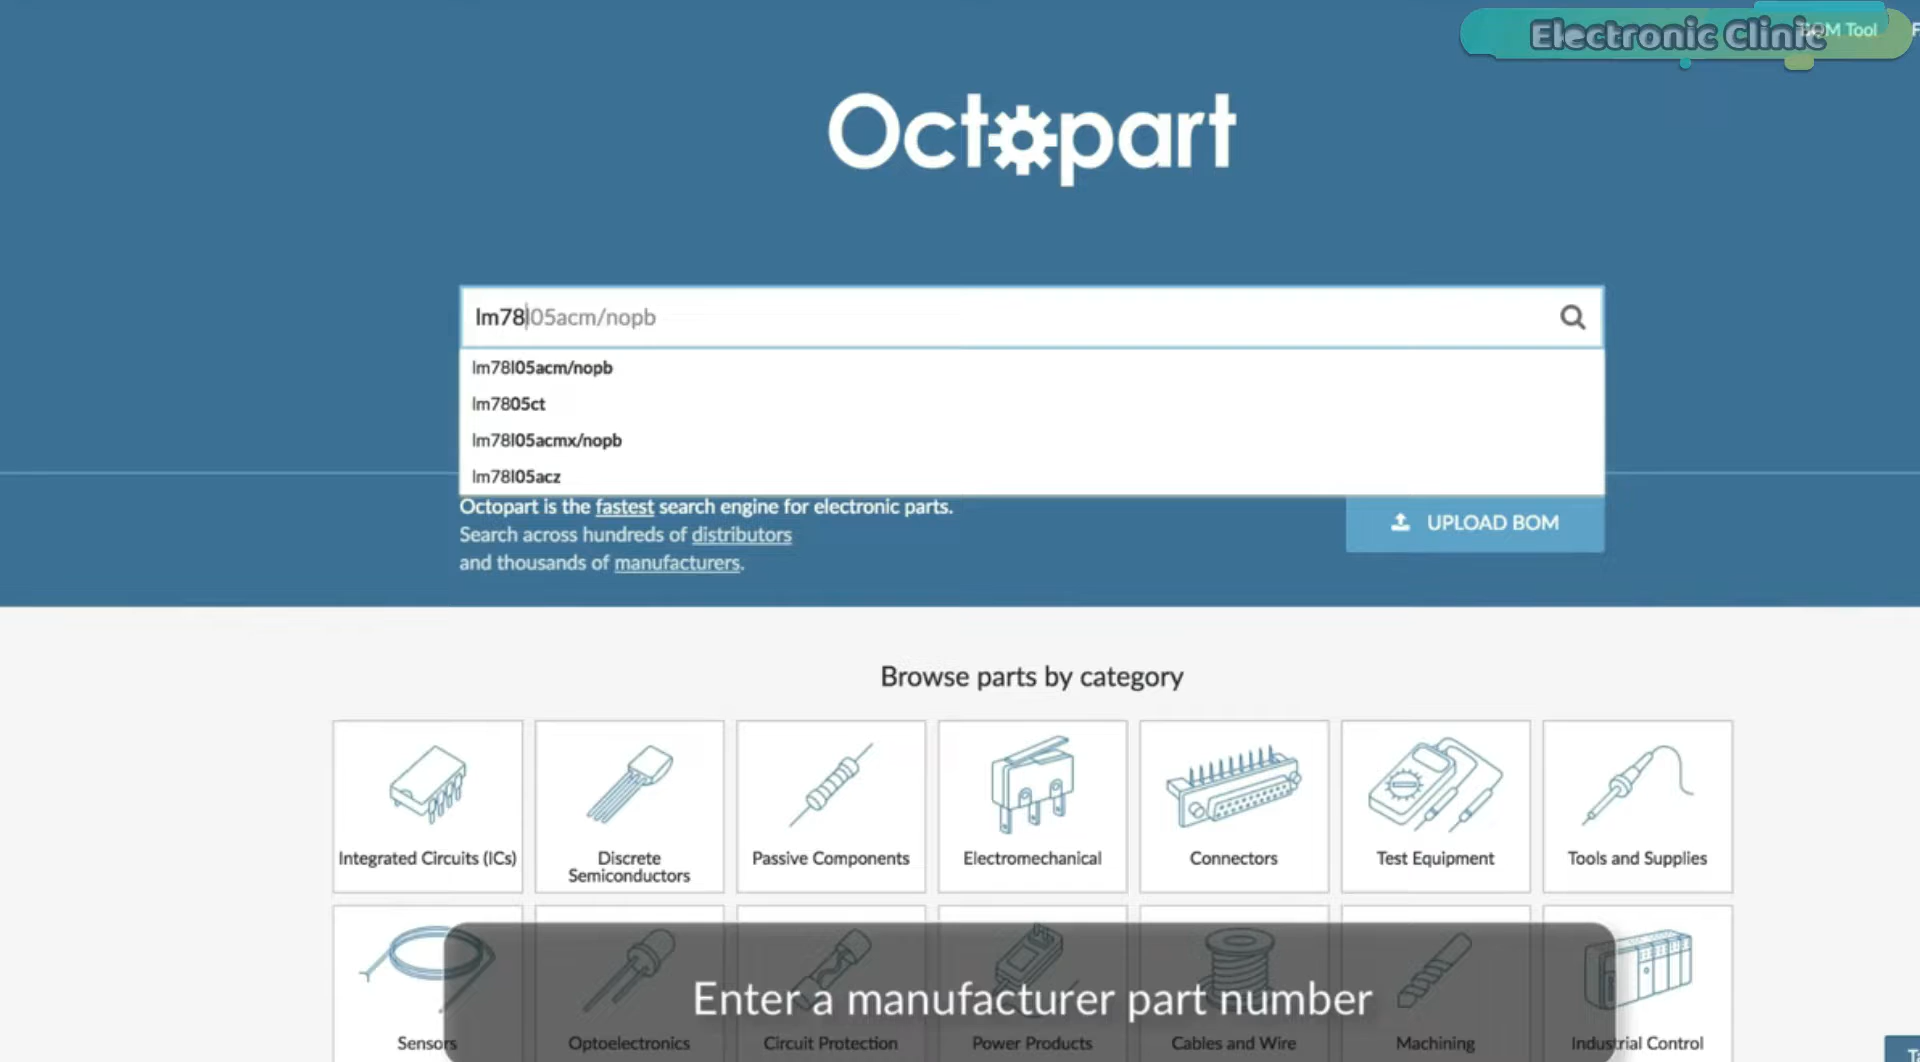 Electronic Clinic
BOM Tool
Octopart
lm78l05acm/nopb
lm78l05acm/nopb
lm7805ct
lm78l05acmx/nopb
lm78l05acz
Octopart is the fastest search engine for electronic parts.
Search across hundreds of distributors
and thousands of manufacturers.
UPLOAD BOM
Browse parts by category
Integrated Circuits (ICs)
Discrete
Semiconductors
Passive Components
Electromechanical
Connectors
Test Equipment
Tools and Supplies
Enter a manufacturer part number
Sensors
Optoelectronics
Circuit Protection
Power Products
Cables and Wire
Machining
Industrial Control